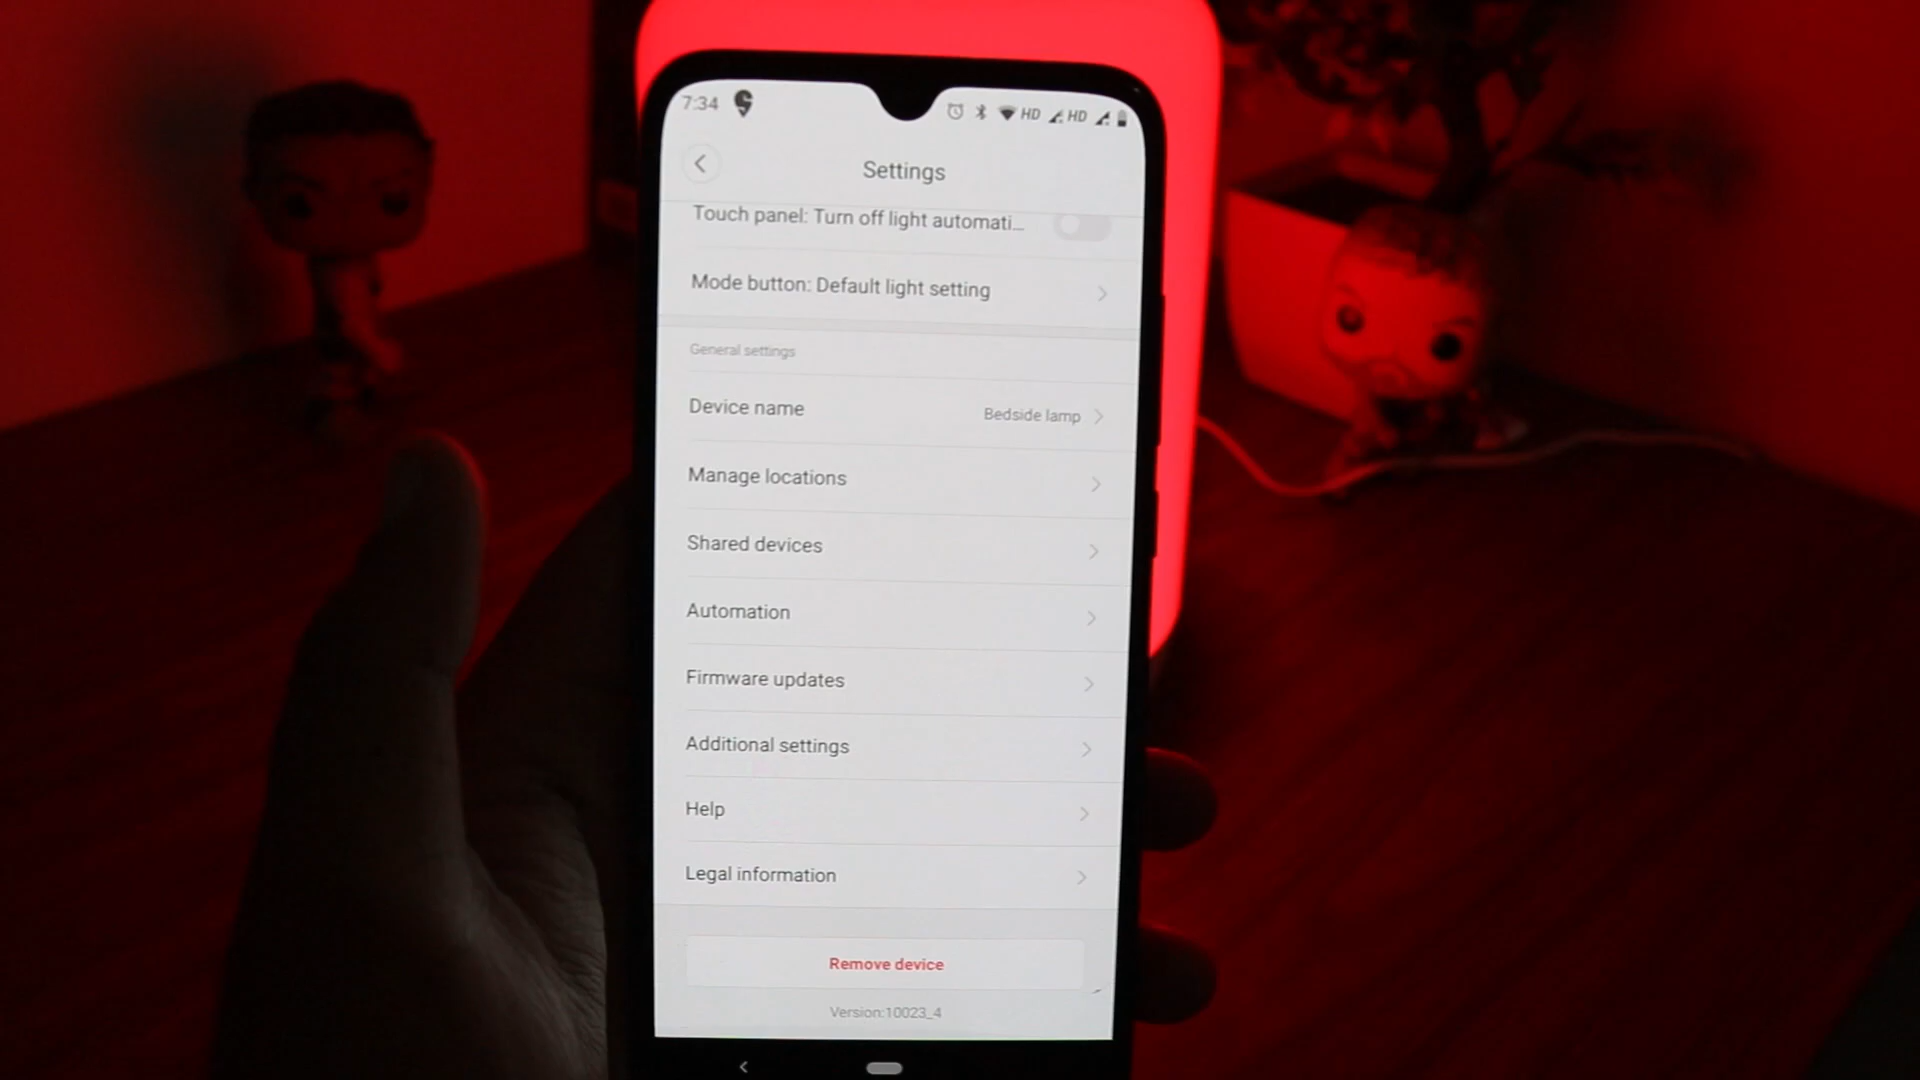 7:34
HD HD
Settings
Touch panel: Turn off light automati...
Mode button: Default light setting
General settings
Device name
Bedside lamp
Manage locations
Shared devices
Automation
Firmware updates
Additional settings
Help
Legal information
Remove device
Version:10023_4